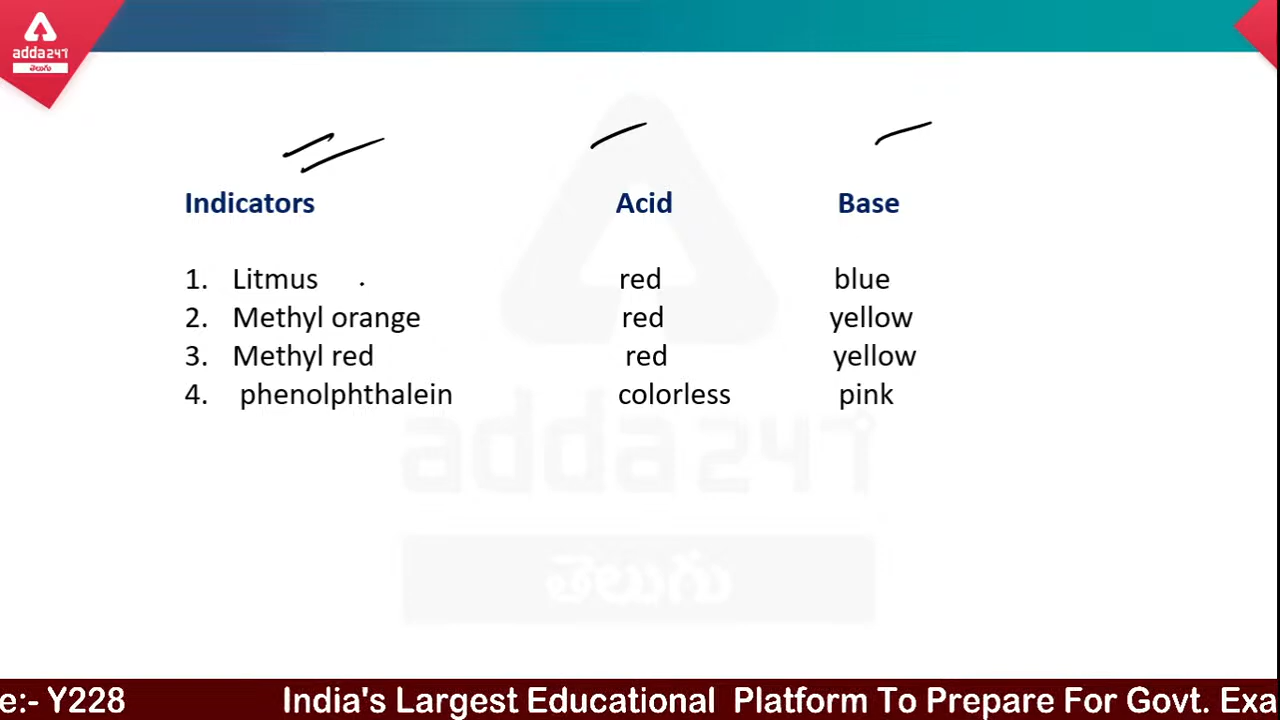 adda247
తెలుగు
Indicators Acid Base
1. Litmus red blue
2. Methyl orange red yellow
3. Methyl red red yellow
4. phenolphthalein colorless pink
adda247
తెలుగు
e:- Y228 India's Largest Educational Platform To Prepare For Govt. Exa